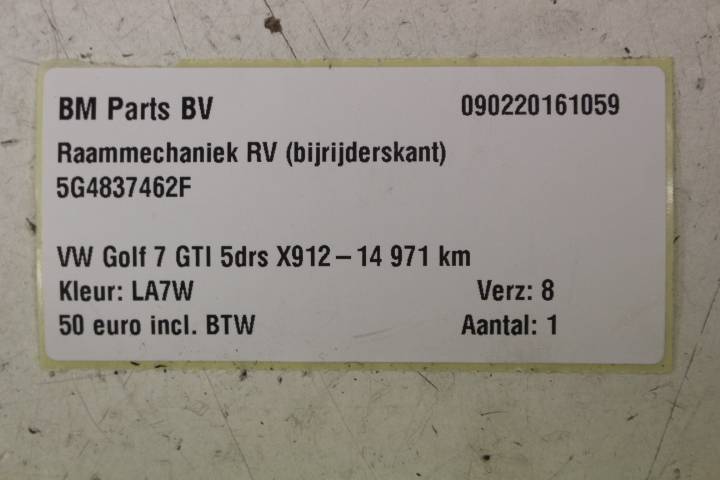 BM Parts BV 090220161059
Raammechaniek RV (bijrijderskant)
5G4837462F
VW Golf 7 GTI 5drs X912 – 14 971 km
Kleur: LA7W Verz: 8
50 euro incl. BTW Aantal: 1